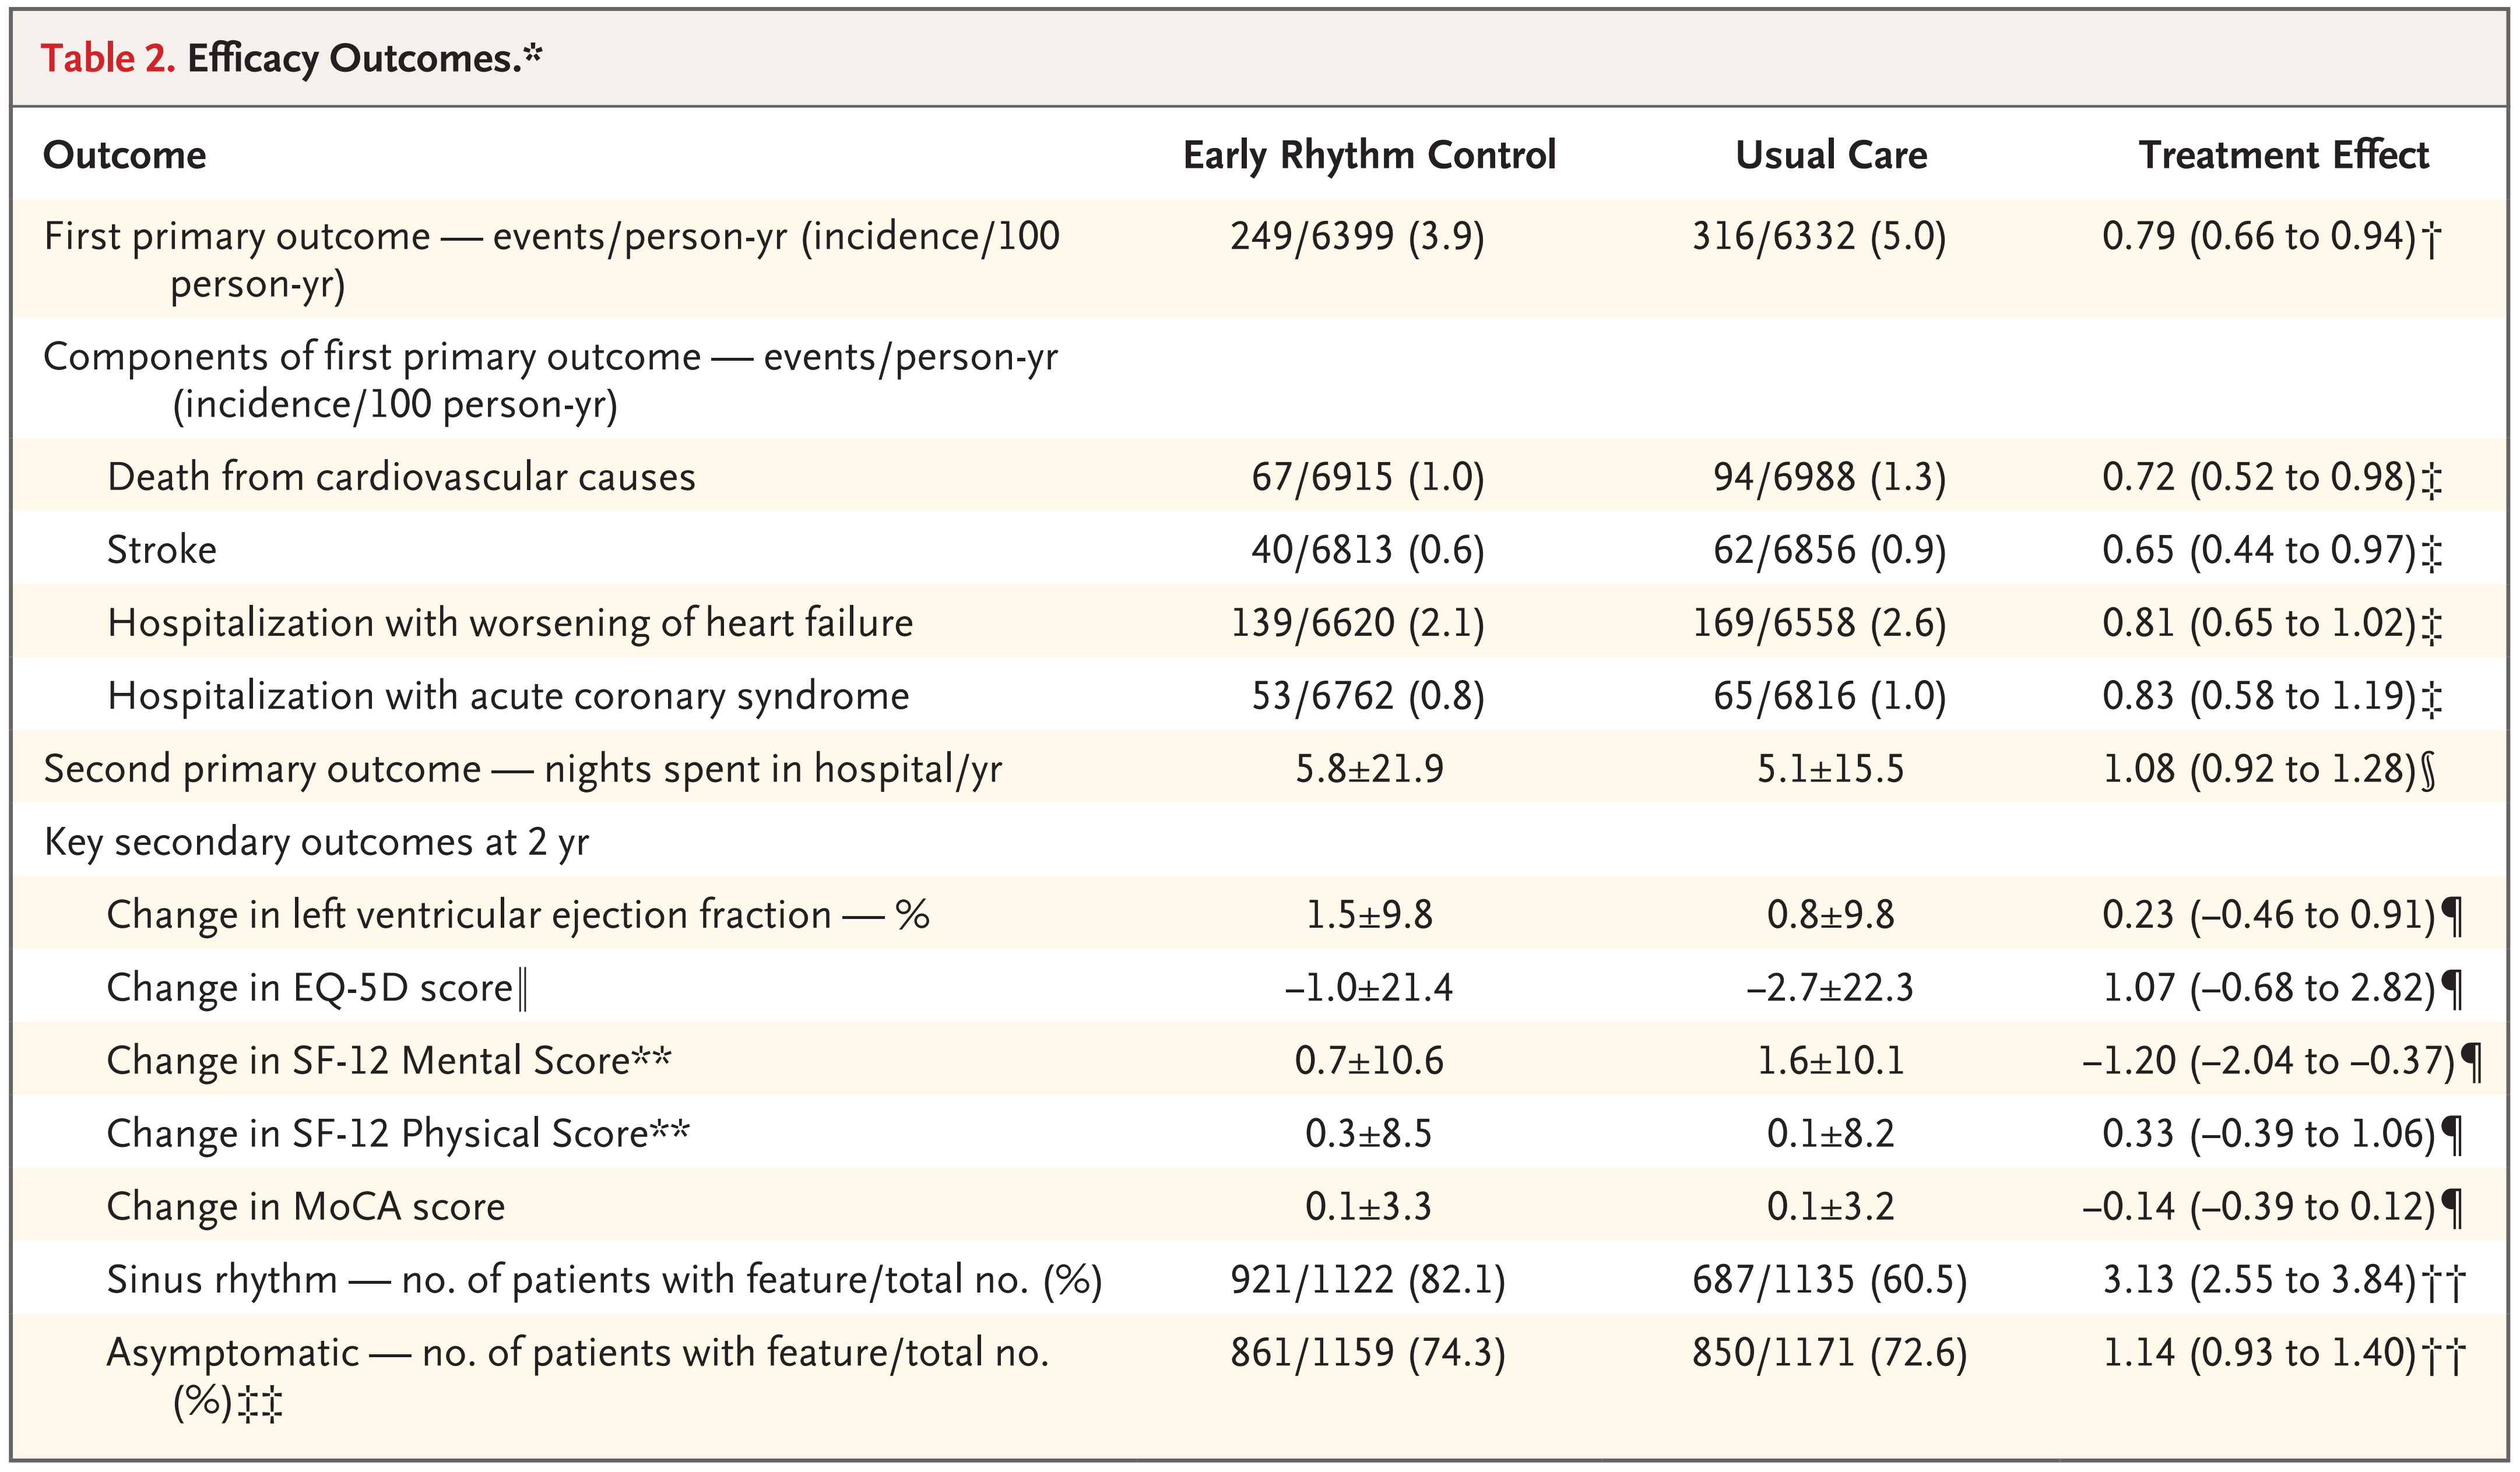 Table 2. Efficacy Outcomes.*
Outcome Early Rhythm Control Usual Care Treatment Effect
First primary outcome — events/person-yr (incidence/100 249/6399 (3.9) 316/6332 (5.0) 0.79 (0.66 to 0.94)†
person-yr)
Components of first primary outcome — events/person-yr
(incidence/100 person-yr)
Death from cardiovascular causes 67/6915 (1.0) 94/6988 (1.3) 0.72 (0.52 to 0.98)‡
Stroke 40/6813 (0.6) 62/6856 (0.9) 0.65 (0.44 to 0.97)‡
Hospitalization with worsening of heart failure 139/6620 (2.1) 169/6558 (2.6) 0.81 (0.65 to 1.02)‡
Hospitalization with acute coronary syndrome 53/6762 (0.8) 65/6816 (1.0) 0.83 (0.58 to 1.19)‡
Second primary outcome — nights spent in hospital/yr 5.8±21.9 5.1±15.5 1.08 (0.92 to 1.28)§
Key secondary outcomes at 2 yr
Change in left ventricular ejection fraction — % 1.5±9.8 0.8±9.8 0.23 (–0.46 to 0.91)¶
Change in EQ-5D score‖ –1.0±21.4 –2.7±22.3 1.07 (–0.68 to 2.82)¶
Change in SF-12 Mental Score** 0.7±10.6 1.6±10.1 –1.20 (–2.04 to –0.37)¶
Change in SF-12 Physical Score** 0.3±8.5 0.1±8.2 0.33 (–0.39 to 1.06)¶
Change in MoCA score 0.1±3.3 0.1±3.2 –0.14 (–0.39 to 0.12)¶
Sinus rhythm — no. of patients with feature/total no. (%) 921/1122 (82.1) 687/1135 (60.5) 3.13 (2.55 to 3.84)††
Asymptomatic — no. of patients with feature/total no. 861/1159 (74.3) 850/1171 (72.6) 1.14 (0.93 to 1.40)††
(%)‡‡